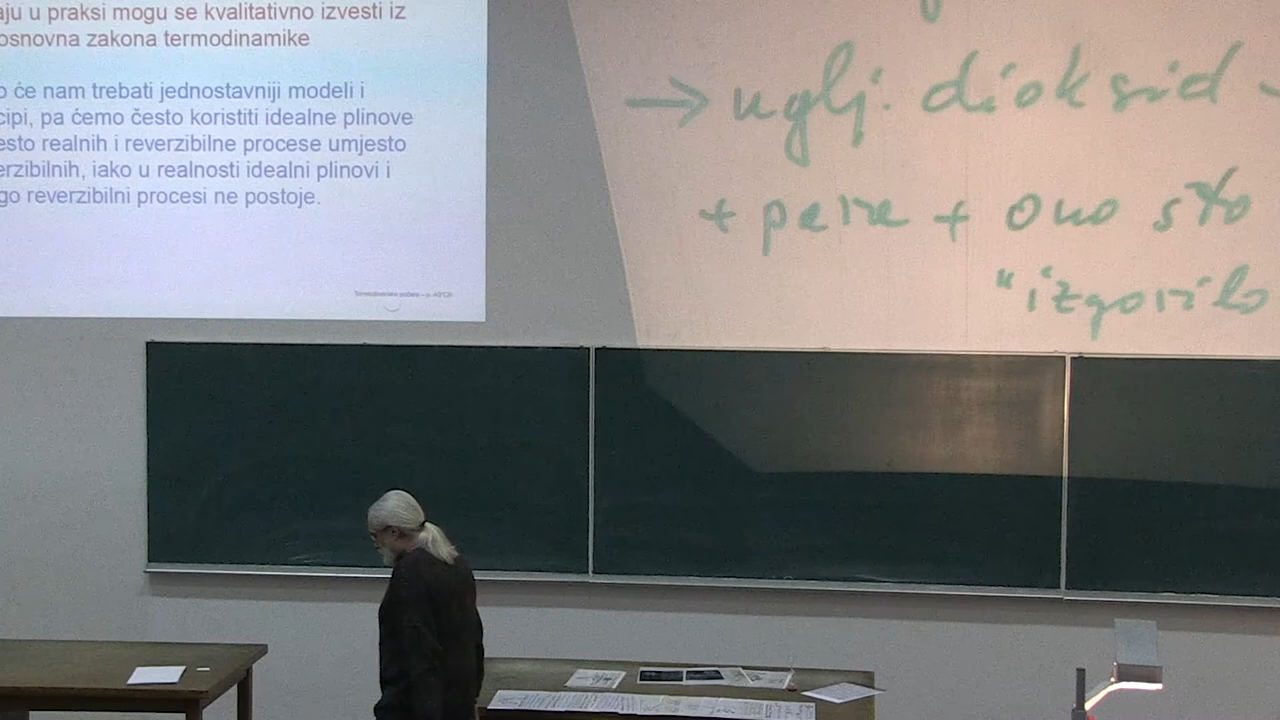 aju u praksi mogu se kvalitativno izvesti iz
osnovna zakona termodinamike
o će nam trebati jednostavniji modeli i
cipi, pa ćemo često koristiti idealne plinove
esto realnih i reverzibilne procese umjesto
erzibilnih, iako u realnosti idealni plinovi i
go reverzibilni procesi ne postoje.
→ uglj. dioksid -
+ para + ono što
"izgorilo